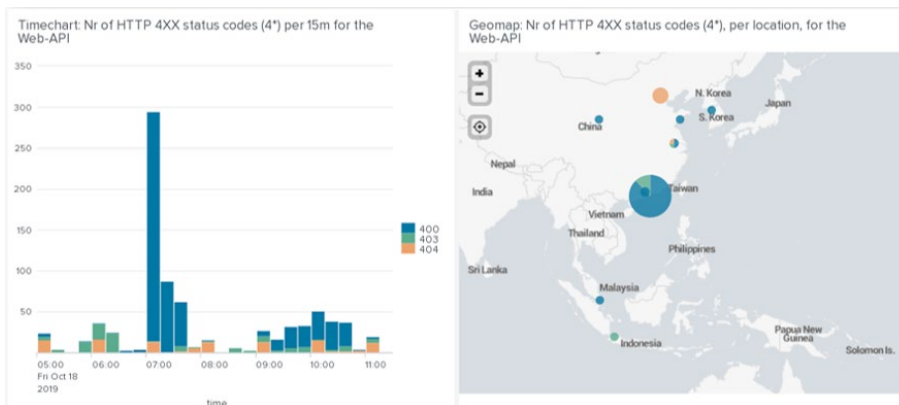 Timechart: Nr of HTTP 4XX status codes (4*) per 15m for the
Web-API
350
300
250
200
150
100
50
05:00
06:00
07:00
08:00
09:00
10:00
11:00
Fri Oct 18
2019
time
400
403
404
Geomap: Nr of HTTP 4XX status codes (4*), per location, for the
Web-API
+
−
N. Korea
Japan
S. Korea
China
Nepal
Taiwan
India
Vietnam
Thailand
Philippines
Sri Lanka
Malaysia
Papua New
Guinea
Indonesia
Solomon Is.